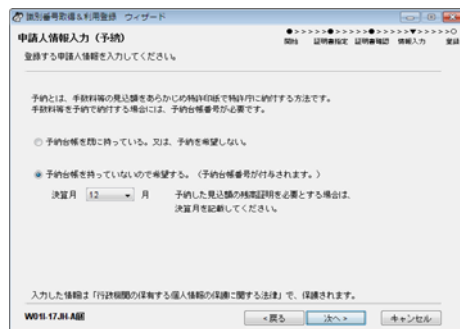 識別番号取得&利用登録 ウィザード
申請人情報入力（予納）
●>>>>>●>>>>>●>>>>>▼>>>>>○
開始 証明書指定 証明書確認 情報入力 登録
登録する申請人情報を入力してください。
予納とは、手数料等の見込額をあらかじめ特許印紙で特許庁に納付する方法です。
手数料等を予納で納付する場合には、予納台帳番号が必要です。
予納台帳を既に持っている。又は、予納を希望しない。
予納台帳を持っていないので希望する。（予納台帳番号が付与されます。）
決算月 12 月 予納した見込額の残高証明を必要とする場合は、
決算月を記載してください。
入力した情報は「行政機関の保有する個人情報の保護に関する法律」で、保護されます。
<戻る 次へ> キャンセル